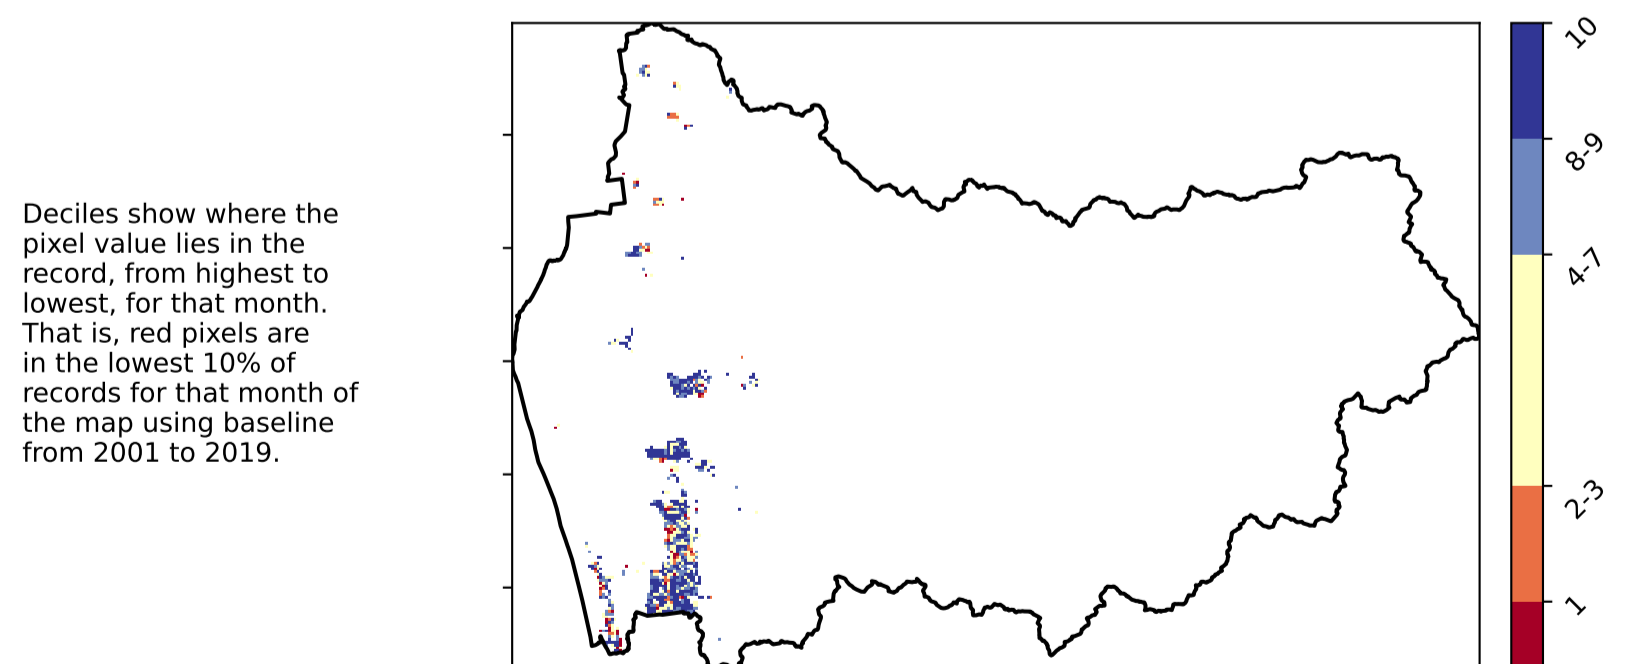 Deciles show where the
pixel value lies in the
record, from highest to
lowest, for that month.
That is, red pixels are
in the lowest 10% of
records for that month of
the map using baseline
from 2001 to 2019.
10
8-9
4-7
2-3
1